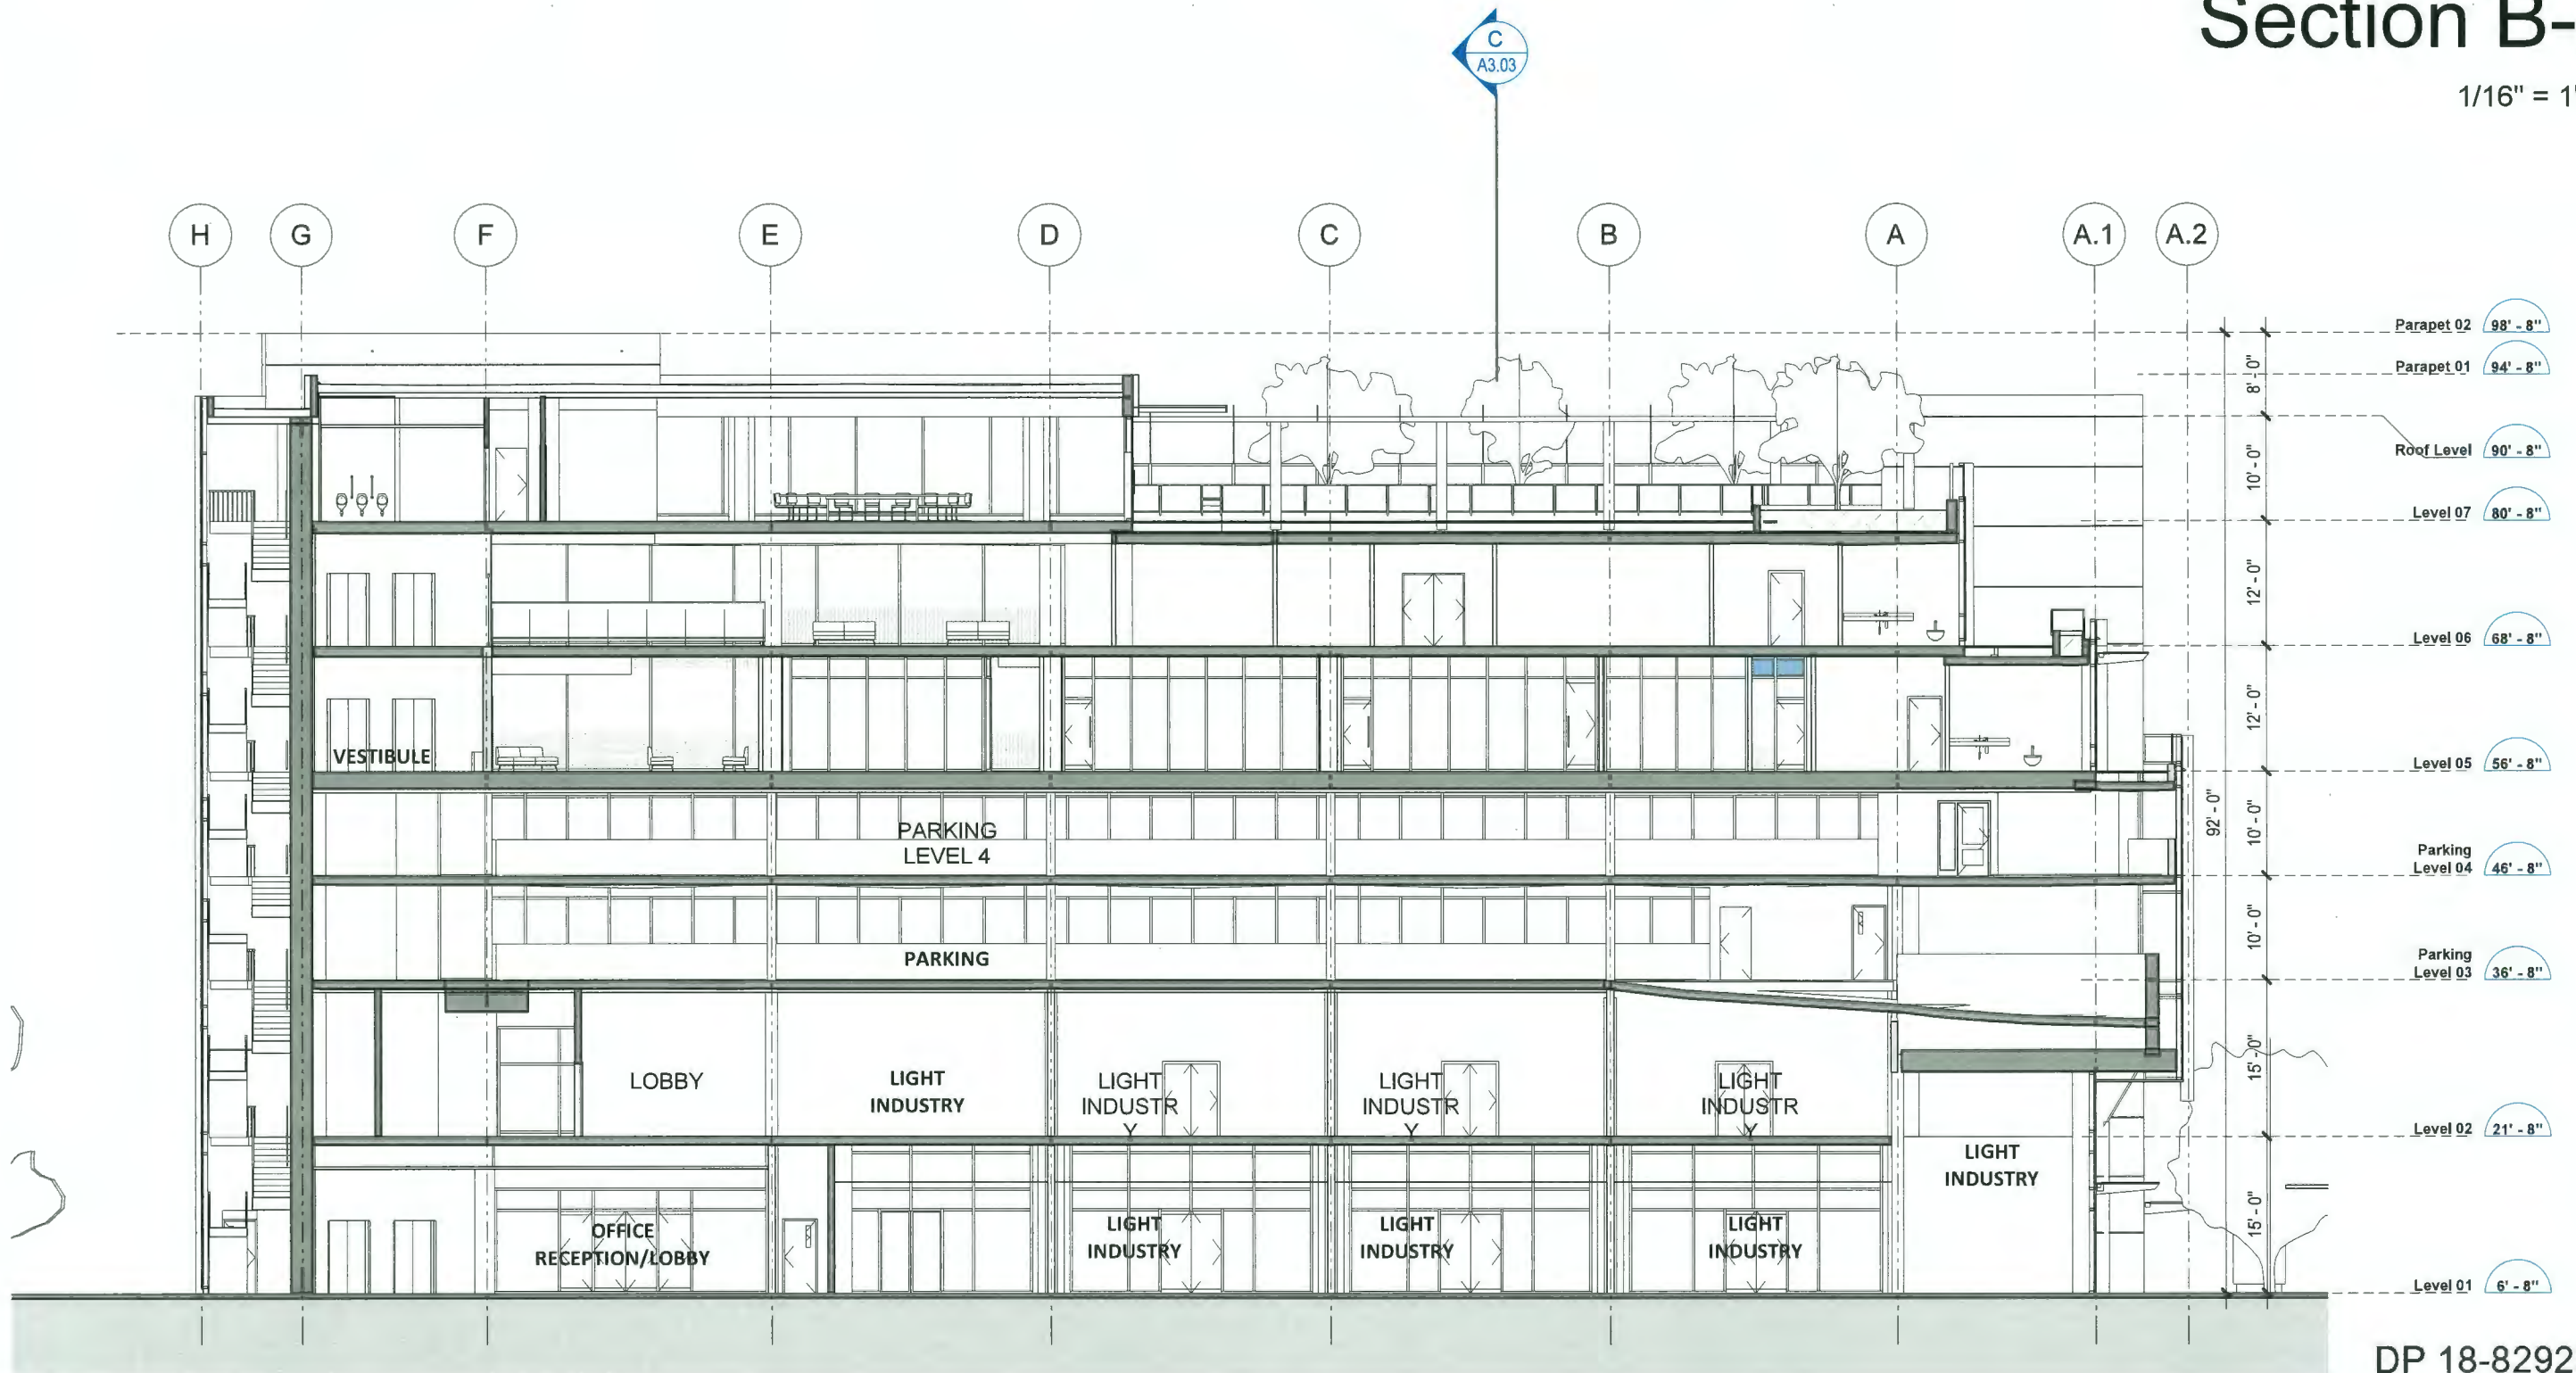 Section B-
1/16" = 1'
C
A3.03
H
G
F
E
D
C
B
A
A.1
A.2
Parapet 02 98' - 8"
Parapet 01 94' - 8"
8' - 0"
Roof Level 90' - 8"
10' - 0"
Level 07 80' - 8"
12' - 0"
Level 06 68' - 8"
12' - 0"
VESTIBULE
Level 05 56' - 8"
92' - 0"
10' - 0"
PARKING
LEVEL 4
Parking
Level 04 46' - 8"
10' - 0"
PARKING
Parking
Level 03 36' - 8"
15' - 0"
LOBBY
LIGHT
INDUSTRY
LIGHT
INDUSTR
Y
LIGHT
INDUSTR
Y
LIGHT
INDUSTR
Y
Level 02 21' - 8"
LIGHT
INDUSTRY
15' - 0"
OFFICE
RECEPTION/LOBBY
LIGHT
INDUSTRY
LIGHT
INDUSTRY
LIGHT
INDUSTRY
Level 01 6' - 8"
DP 18-8292